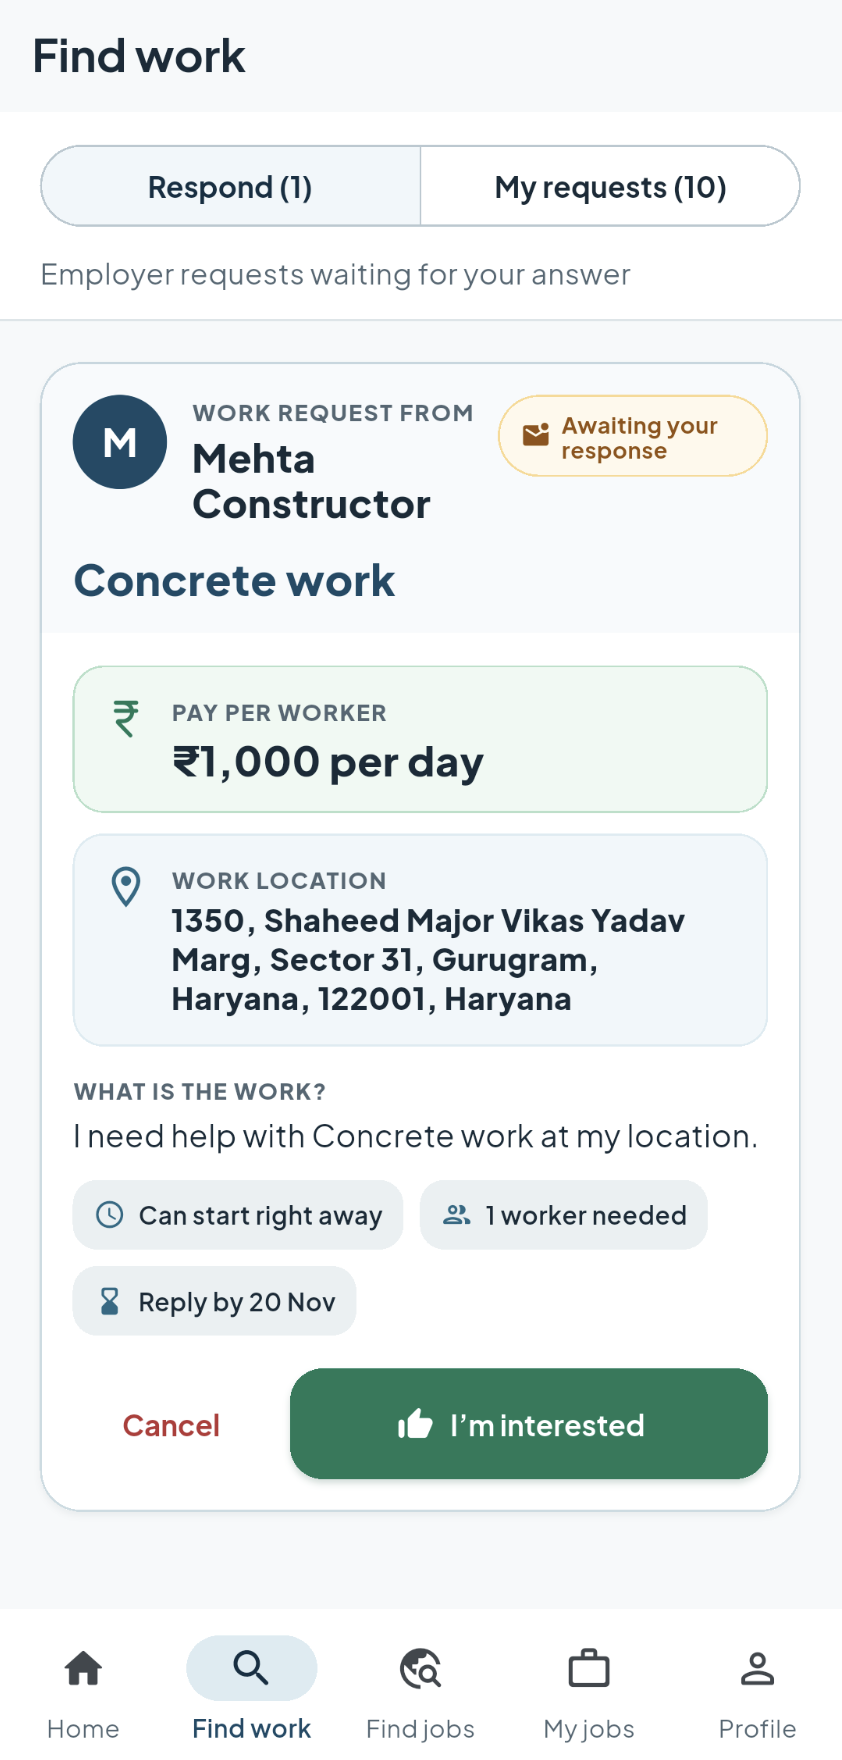 Find work
Respond (1)
My requests (10)
Employer requests waiting for your answer
M
WORK REQUEST FROM
Mehta
Constructor
Awaiting your
response
Concrete work
₹
PAY PER WORKER
₹1,000 per day
WORK LOCATION
1350, Shaheed Major Vikas Yadav
Marg, Sector 31, Gurugram,
Haryana, 122001, Haryana
WHAT IS THE WORK?
I need help with Concrete work at my location.
Can start right away
1 worker needed
Reply by 20 Nov
Cancel
I’m interested
Home
Find work
Find jobs
My jobs
Profile